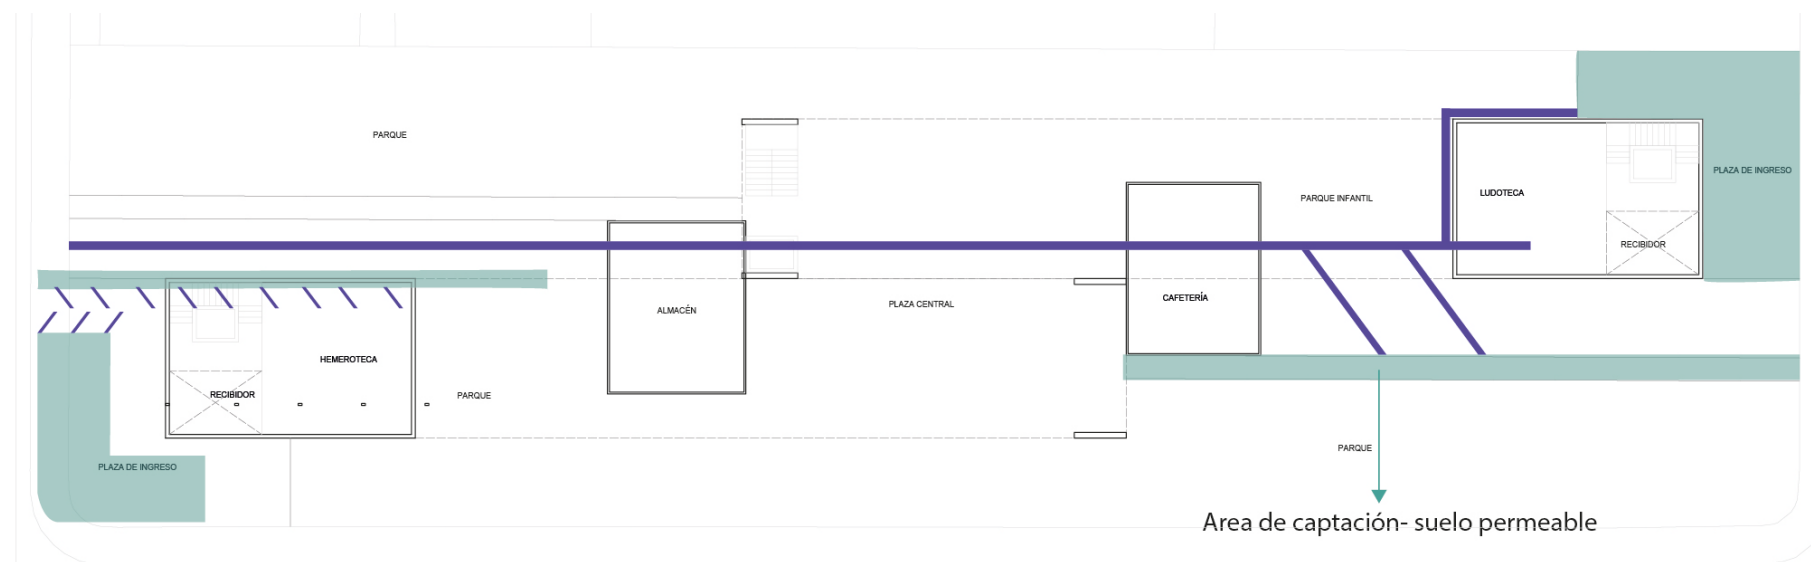 PARQUE
PLAZA DE INGRESO
LUDOTECA
PARQUE INFANTIL
RECIBIDOR
CAFETERÍA
PLAZA CENTRAL
ALMACÉN
HEMEROTECA
RECIBIDOR
PARQUE
PARQUE
PLAZA DE INGRESO
Area de captación- suelo permeable